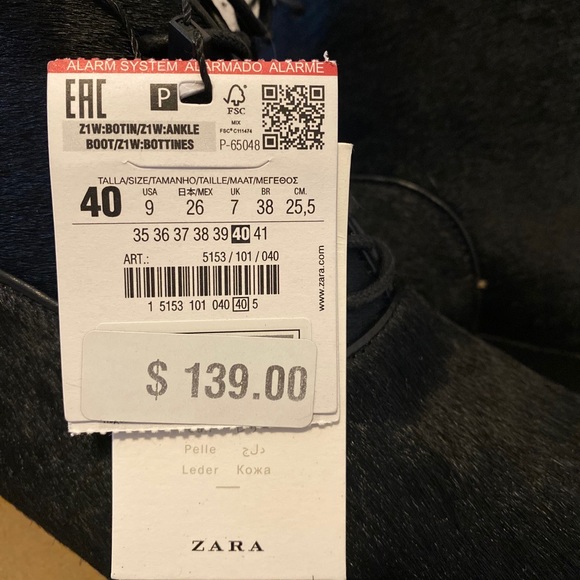 ALARM SYSTEM ALARMADO ALARME
EAC P FSC
MIX
FSC® C111474
Z1W:BOTIN/Z1W:ANKLE
BOOT/Z1W:BOTTINES
P-65048
TALLA/SIZE/TAMANHO/TAILLE/MAAT/ΜΕΓΕΘΟΣ
40
USA 日本/MEX UK BR CM.
9 26 7 38 25,5
35 36 37 38 39 40 41
ART.: 5153 / 101 / 040
1 5153 101 040 40 5
www.zara.com
$ 139.00
Pelle دلج
Leder Кожа
ZARA